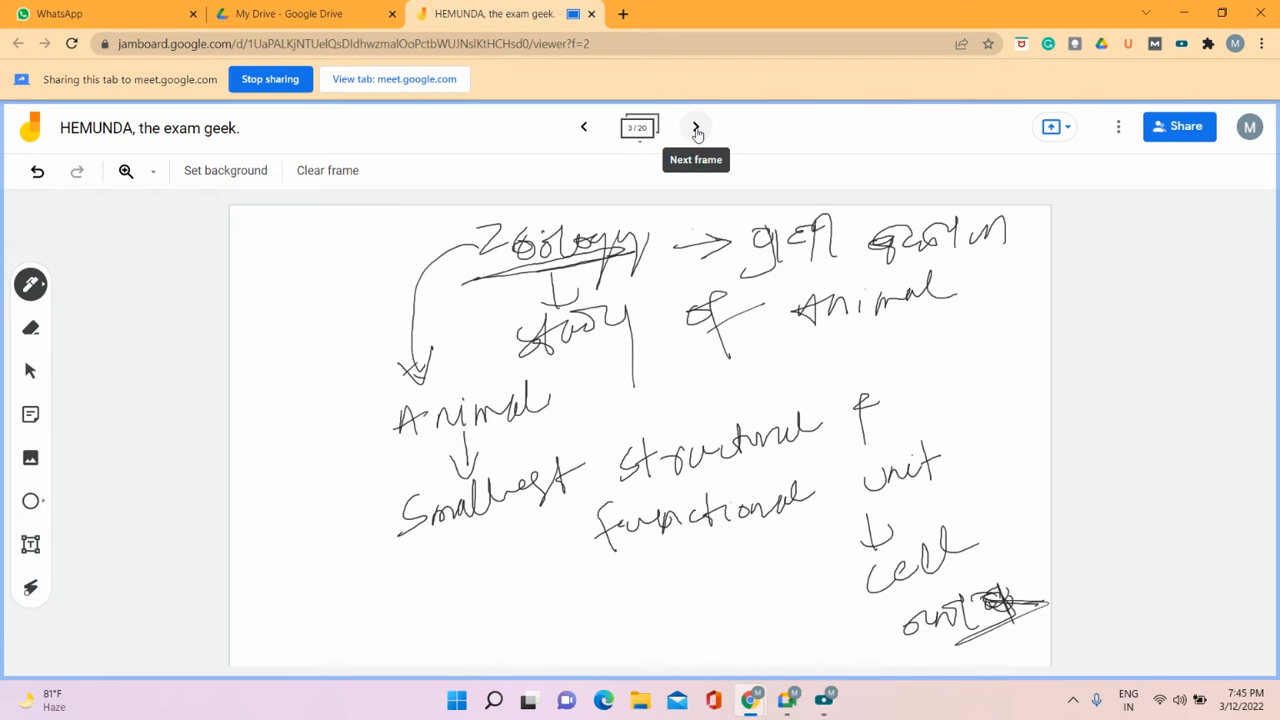 WhatsApp
My Drive - Google Drive
HEMUNDA, the exam geek.
jamboard.google.com/d/1UaPALKjNTUelQsDIdhwzmalOoPctbWUJNslKtHCHsd0/viewer?f=2
Sharing this tab to meet.google.com
Stop sharing
View tab: meet.google.com
HEMUNDA, the exam geek.
3 / 20
Share
M
Next frame
Set background
Clear frame
Zoology →
↓
study of Animal
Animal
↓
Smallest structural &
functional unit
↓
cell
81°F
Haze
ENG
IN
7:45 PM
3/12/2022